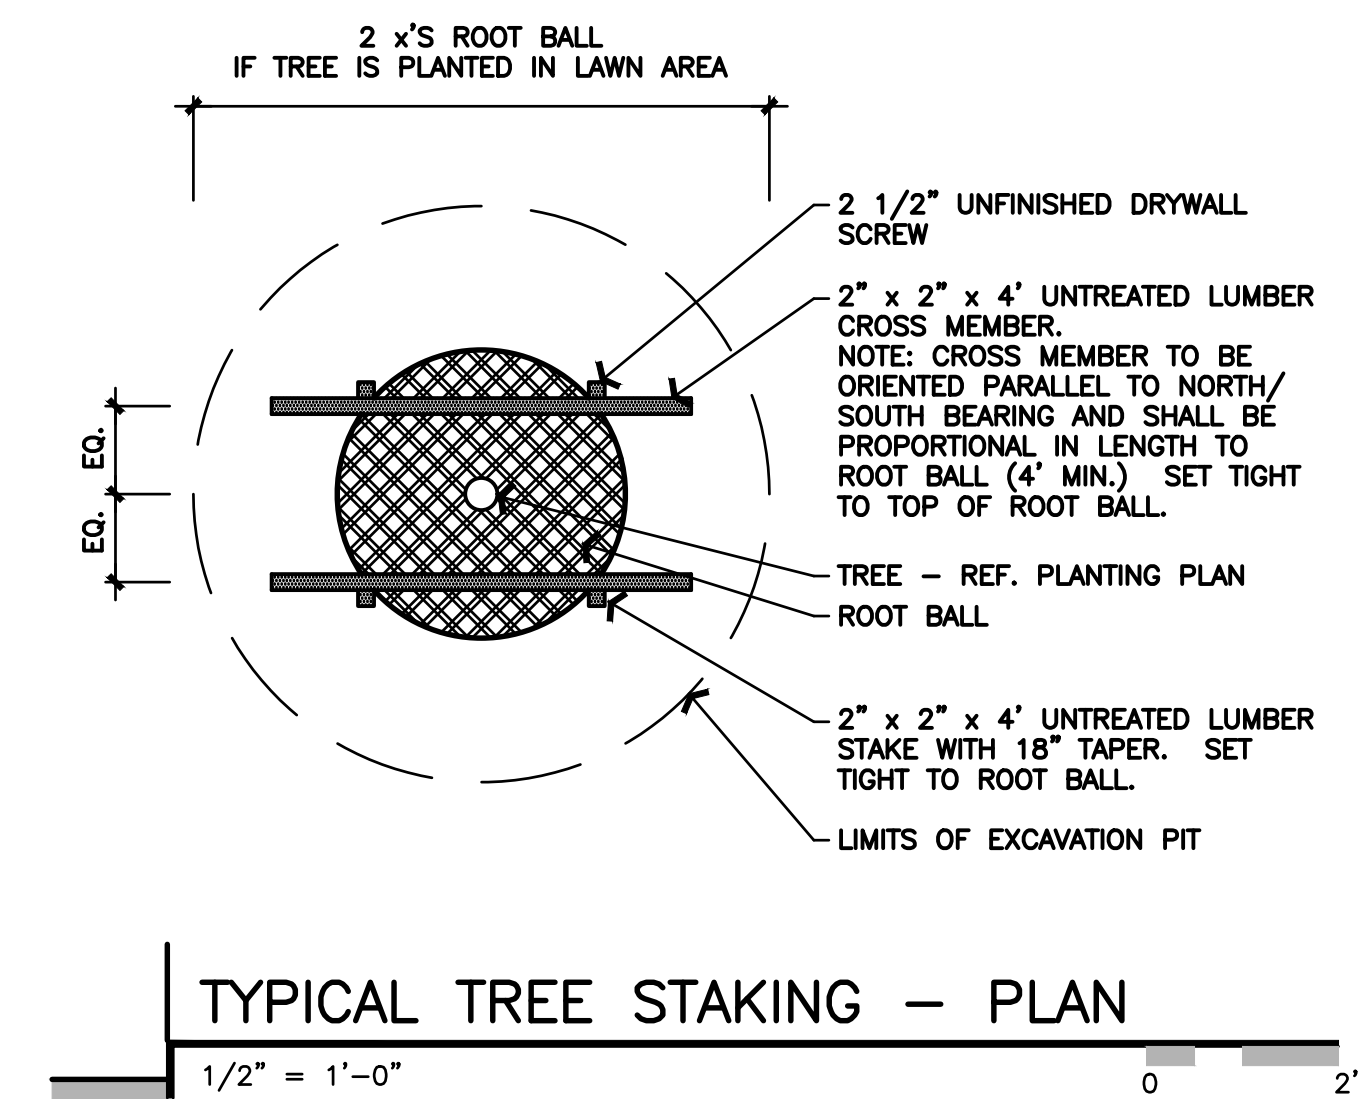 2 x'S ROOT BALL
IF TREE IS PLANTED IN LAWN AREA
2 1/2" UNFINISHED DRYWALL
SCREW
2" x 2" x 4' UNTREATED LUMBER
CROSS MEMBER.
NOTE: CROSS MEMBER TO BE
ORIENTED PARALLEL TO NORTH/
SOUTH BEARING AND SHALL BE
PROPORTIONAL IN LENGTH TO
ROOT BALL (4' MIN.) SET TIGHT
TO TOP OF ROOT BALL.
EQ.
EQ.
TREE - REF. PLANTING PLAN
ROOT BALL
2" x 2" x 4' UNTREATED LUMBER
STAKE WITH 18" TAPER. SET
TIGHT TO ROOT BALL.
LIMITS OF EXCAVATION PIT
TYPICAL TREE STAKING - PLAN
1/2" = 1'-0"
0 2'